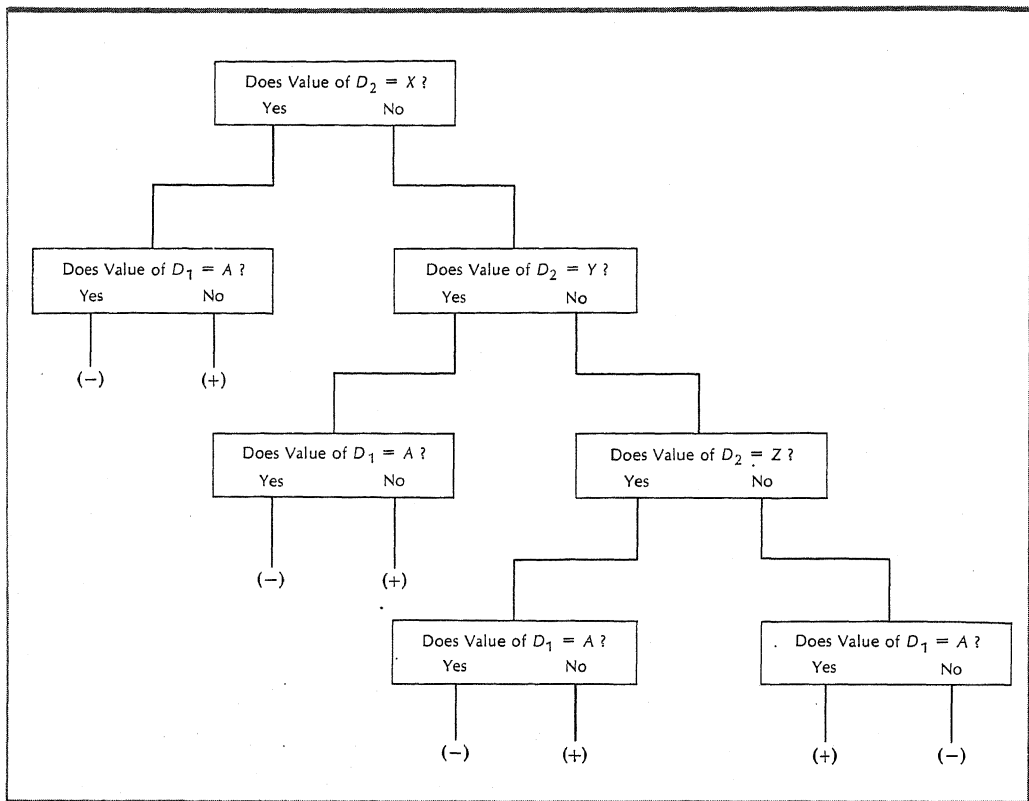 Does Value of D2 = X ?
Yes No
Does Value of D1 = A ?
Yes No
(−) (+)
Does Value of D2 = Y ?
Yes No
Does Value of D1 = A ?
Yes No
(−) (+)
Does Value of D2 = Z ?
Yes No
Does Value of D1 = A ?
Yes No
(−) (+)
Does Value of D1 = A ?
Yes No
(+) (−)